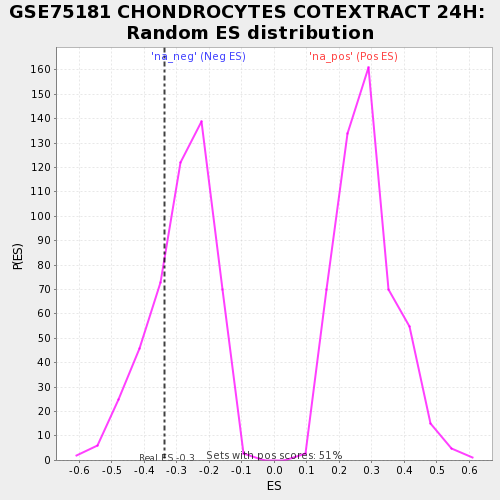 GSE75181 CHONDROCYTES COTEXTRACT 24H:
Random ES distribution
'na_neg' (Neg ES)
'na_pos' (Pos ES)
160
150
140
130
120
110
100
90
80
70
60
50
40
30
20
10
0
P(ES)
Real ES -0.3
Sets with pos scores: 51%
-0.6 -0.5 -0.4 -0.3 -0.2 -0.1 0.0 0.1 0.2 0.3 0.4 0.5 0.6
ES